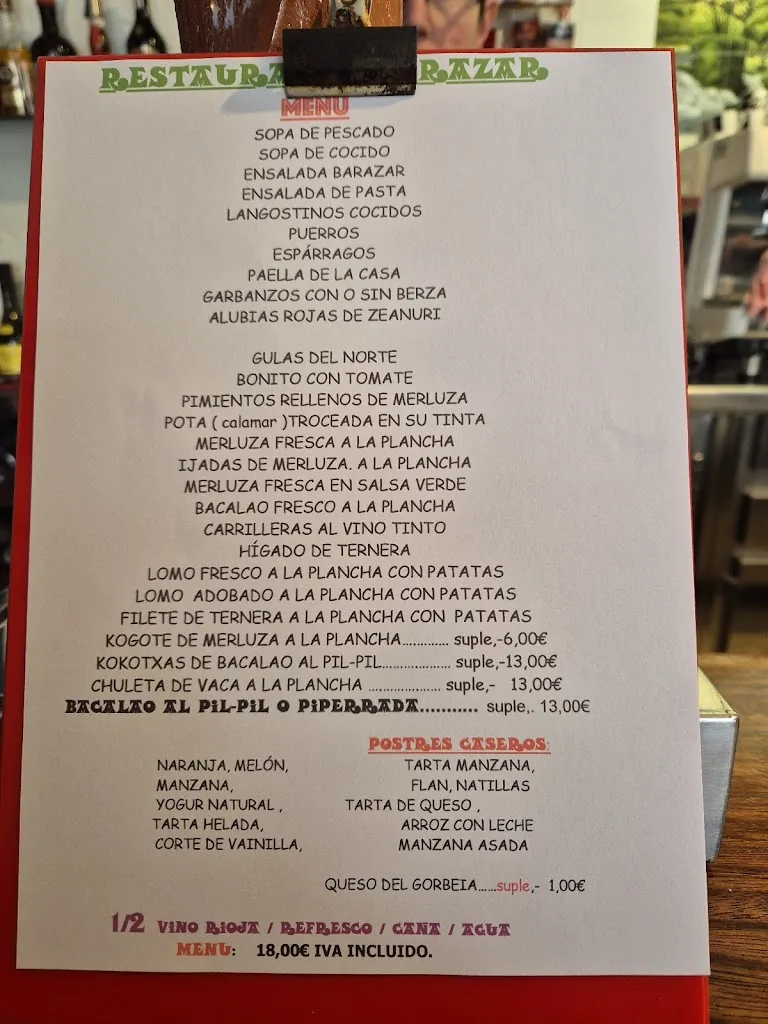 RESTAURA RAZAR
MENU
SOPA DE PESCADO
SOPA DE COCIDO
ENSALADA BARAZAR
ENSALADA DE PASTA
LANGOSTINOS COCIDOS
PUERROS
ESPÁRRAGOS
PAELLA DE LA CASA
GARBANZOS CON O SIN BERZA
ALUBIAS ROJAS DE ZEANURI
GULAS DEL NORTE
BONITO CON TOMATE
PIMIENTOS RELLENOS DE MERLUZA
POTA ( calamar )TROCEADA EN SU TINTA
MERLUZA FRESCA A LA PLANCHA
IJADAS DE MERLUZA. A LA PLANCHA
MERLUZA FRESCA EN SALSA VERDE
BACALAO FRESCO A LA PLANCHA
CARRILLERAS AL VINO TINTO
HÍGADO DE TERNERA
LOMO FRESCO A LA PLANCHA CON PATATAS
LOMO ADOBADO A LA PLANCHA CON PATATAS
FILETE DE TERNERA A LA PLANCHA CON PATATAS
KOGOTE DE MERLUZA A LA PLANCHA............ suple,-6,00€
KOKOTXAS DE BACALAO AL PIL-PIL.................. suple,-13,00€
CHULETA DE VACA A LA PLANCHA .................... suple,- 13,00€
BACALAO AL PIL-PIL O PIPERRADA........... suple,. 13,00€
POSTRES CASEROS:
NARANJA, MELÓN, TARTA MANZANA,
MANZANA, FLAN, NATILLAS
YOGUR NATURAL , TARTA DE QUESO ,
TARTA HELADA, ARROZ CON LECHE
CORTE DE VAINILLA, MANZANA ASADA
QUESO DEL GORBEIA......suple,- 1,00€
1/2 VINO RIOJA / REFRESCO / CAÑA / AGUA
MENU: 18,00€ IVA INCLUIDO.